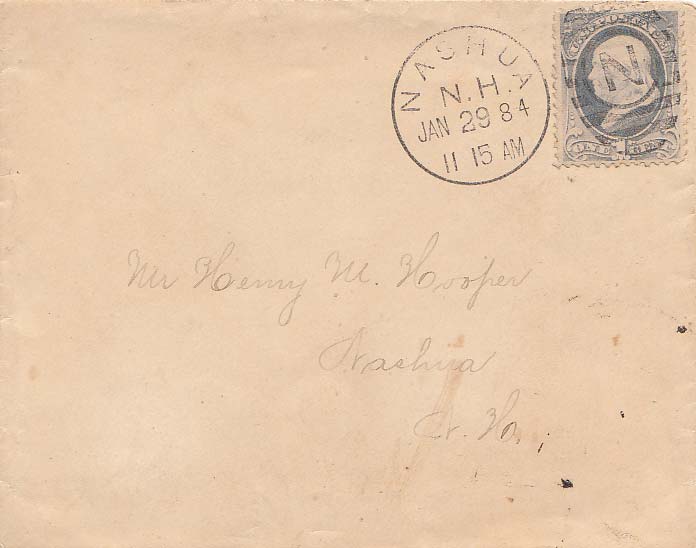 NASHUA
N.H.
JAN 29 84
11 15 AM
N
Mr Henry M. Hooper
Nashua
N. H.